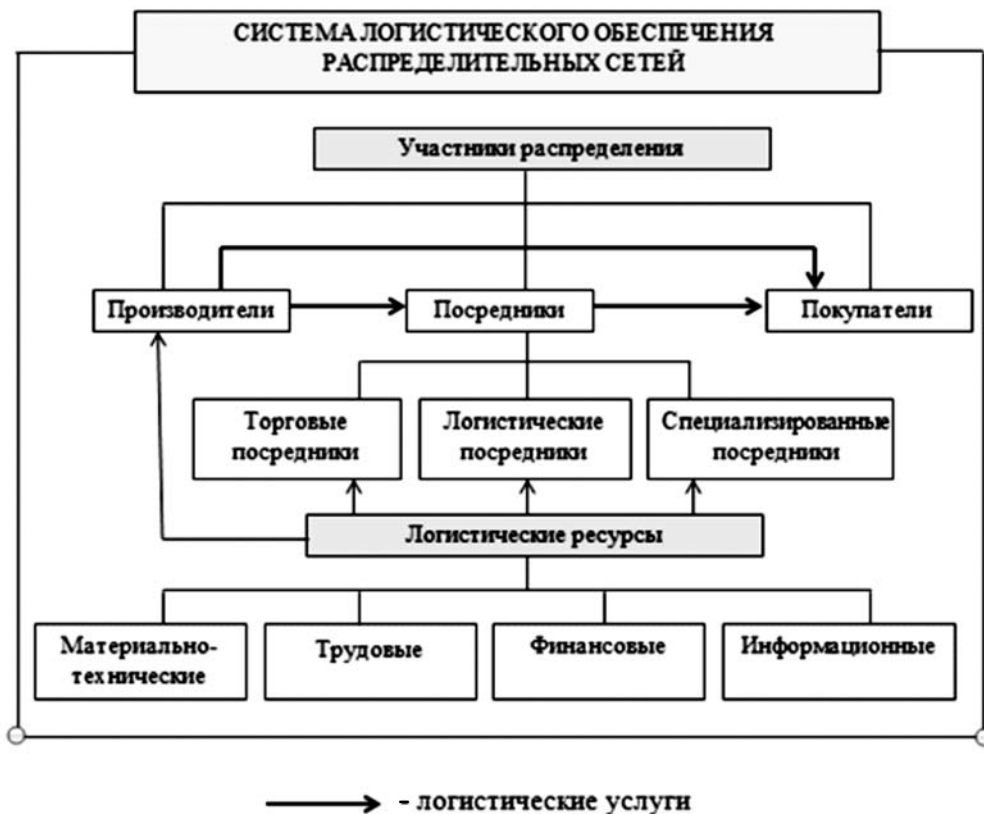 СИСТЕМА ЛОГИСТИЧЕСКОГО ОБЕСПЕЧЕНИЯ
РАСПРЕДЕЛИТЕЛЬНЫХ СЕТЕЙ
Участники распределения
Производители
Посредники
Покупатели
Торговые
посредники
Логистические
посредники
Специализированные
посредники
Логистические ресурсы
Материально-
технические
Трудовые
Финансовые
Информационные
- логистические услуги